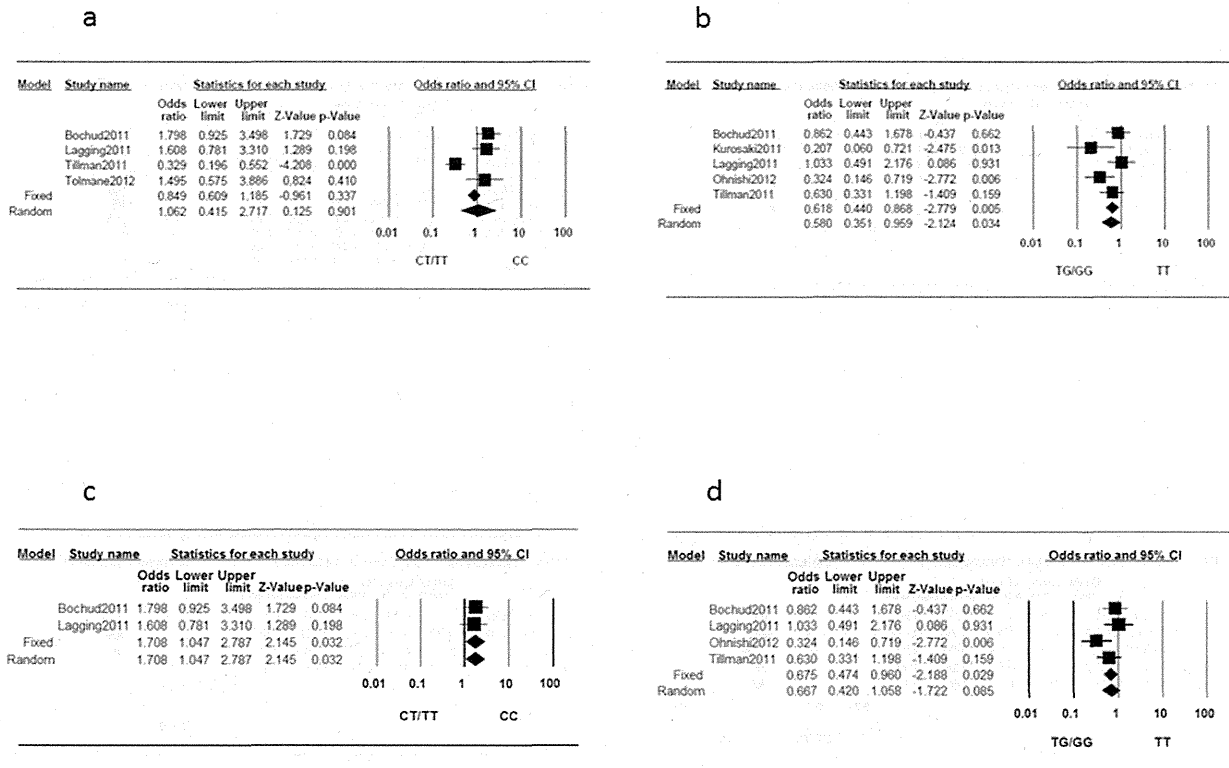 a
Model Study name Statistics for each study Odds ratio and 95% CI
Odds ratio Lower limit Upper limit Z-Value p-Value
Bochud2011 1.798 0.925 3.498 1.729 0.084
Lagging2011 1.608 0.781 3.310 1.289 0.198
Tillman2011 0.329 0.196 0.552 -4.208 0.000
Tolmane2012 1.495 0.575 3.886 0.824 0.410
Fixed 0.849 0.609 1.185 -0.961 0.337
Random 1.062 0.415 2.717 0.125 0.901
0.01 0.1 1 10 100
CT/TT CC
b
Model Study name Statistics for each study Odds ratio and 95% CI
Odds ratio Lower limit Upper limit Z-Value p-Value
Bochud2011 0.862 0.443 1.678 -0.437 0.662
Kurosaki2011 0.207 0.060 0.721 -2.475 0.013
Lagging2011 1.033 0.491 2.176 0.086 0.931
Ohnishi2012 0.324 0.146 0.719 -2.772 0.006
Tillman2011 0.630 0.331 1.198 -1.409 0.159
Fixed 0.618 0.440 0.868 -2.779 0.005
Random 0.580 0.351 0.959 -2.124 0.034
0.01 0.1 1 10 100
TG/GG TT
c
Model Study name Statistics for each study Odds ratio and 95% CI
Odds ratio Lower limit Upper limit Z-Value p-Value
Bochud2011 1.798 0.925 3.498 1.729 0.084
Lagging2011 1.608 0.781 3.310 1.289 0.198
Fixed 1.708 1.047 2.787 2.145 0.032
Random 1.708 1.047 2.787 2.145 0.032
0.01 0.1 1 10 100
CT/TT CC
d
Model Study name Statistics for each study Odds ratio and 95% CI
Odds ratio Lower limit Upper limit Z-Value p-Value
Bochud2011 0.862 0.443 1.678 -0.437 0.662
Lagging2011 1.033 0.491 2.176 0.086 0.931
Ohnishi2012 0.324 0.146 0.719 -2.772 0.006
Tillman2011 0.630 0.331 1.198 -1.409 0.159
Fixed 0.675 0.474 0.960 -2.188 0.029
Random 0.667 0.420 1.058 -1.722 0.085
0.01 0.1 1 10 100
TG/GG TT